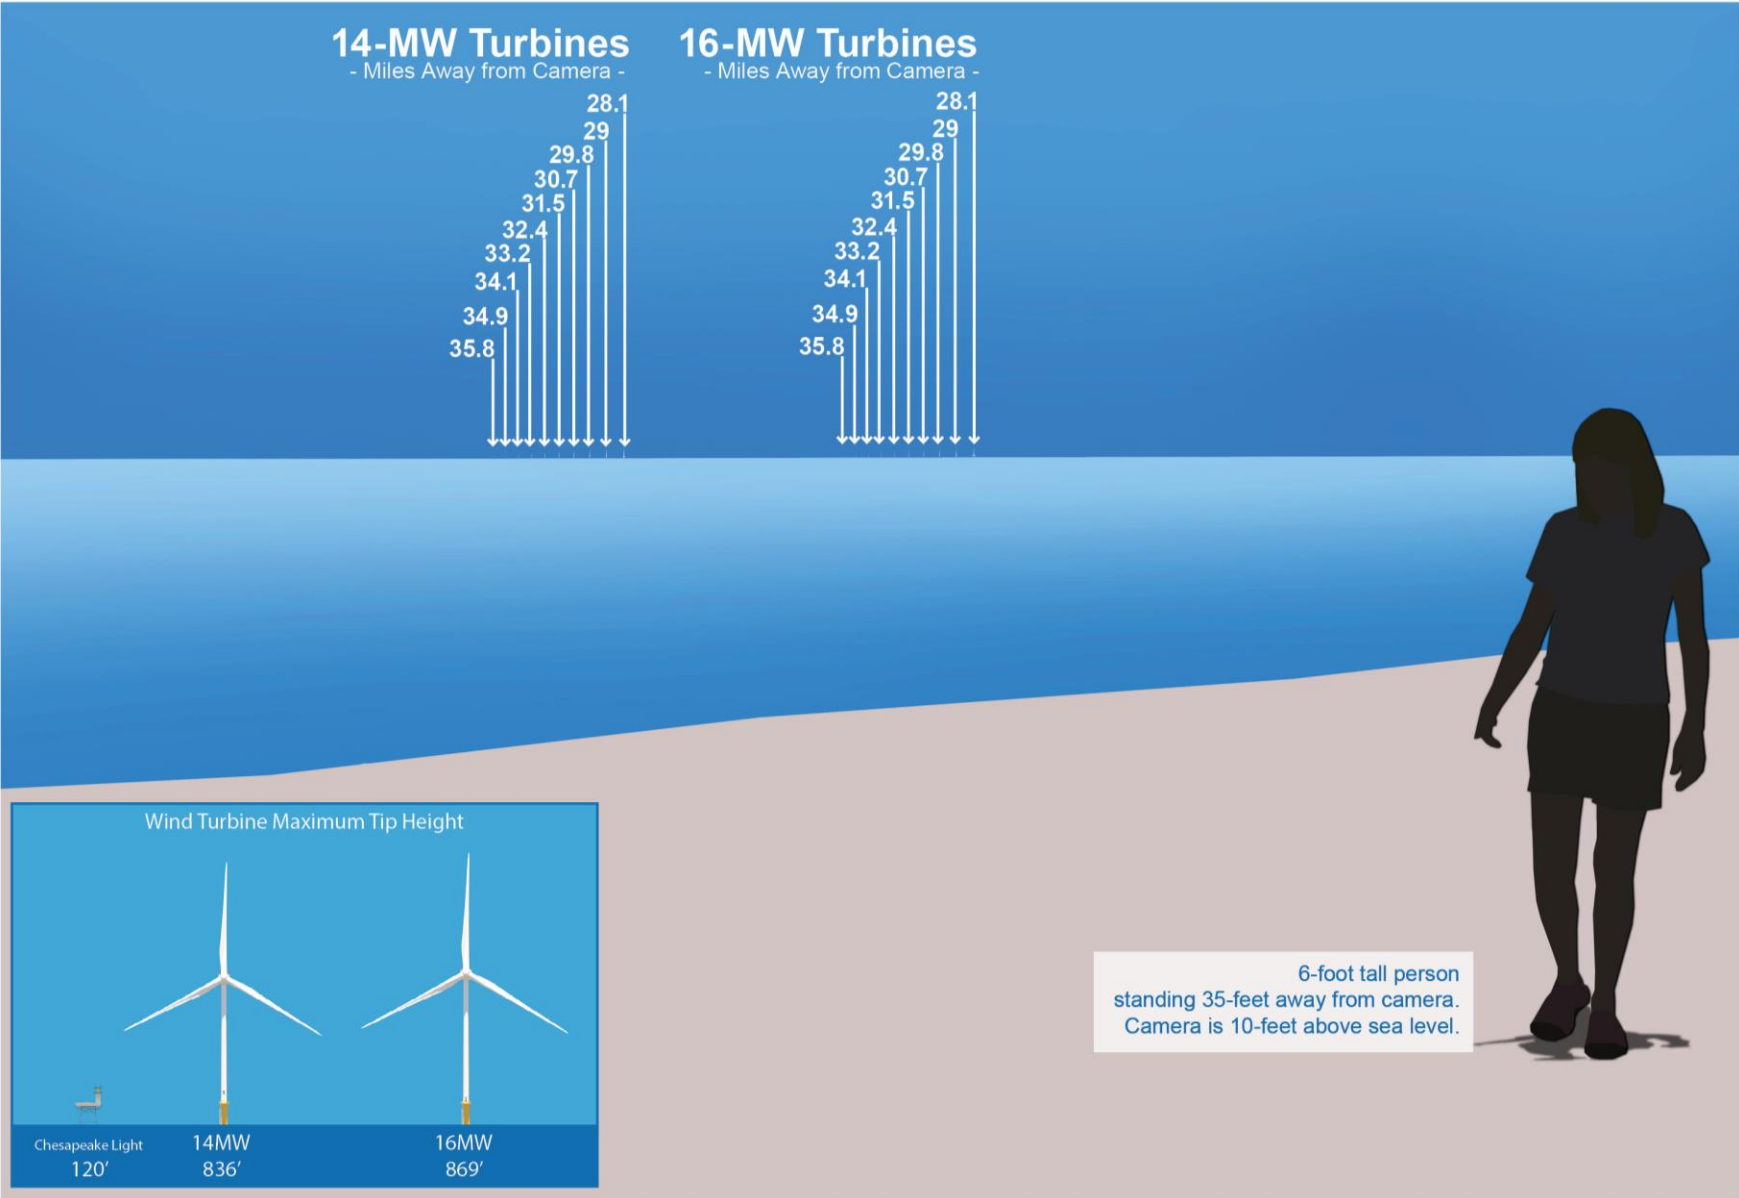 14-MW Turbines
- Miles Away from Camera -
28.1
29
29.8
30.7
31.5
32.4
33.2
34.1
34.9
35.8
16-MW Turbines
- Miles Away from Camera -
28.1
29
29.8
30.7
31.5
32.4
33.2
34.1
34.9
35.8
6-foot tall person
standing 35-feet away from camera.
Camera is 10-feet above sea level.
Wind Turbine Maximum Tip Height
Chesapeake Light
120′
14MW
836′
16MW
869′